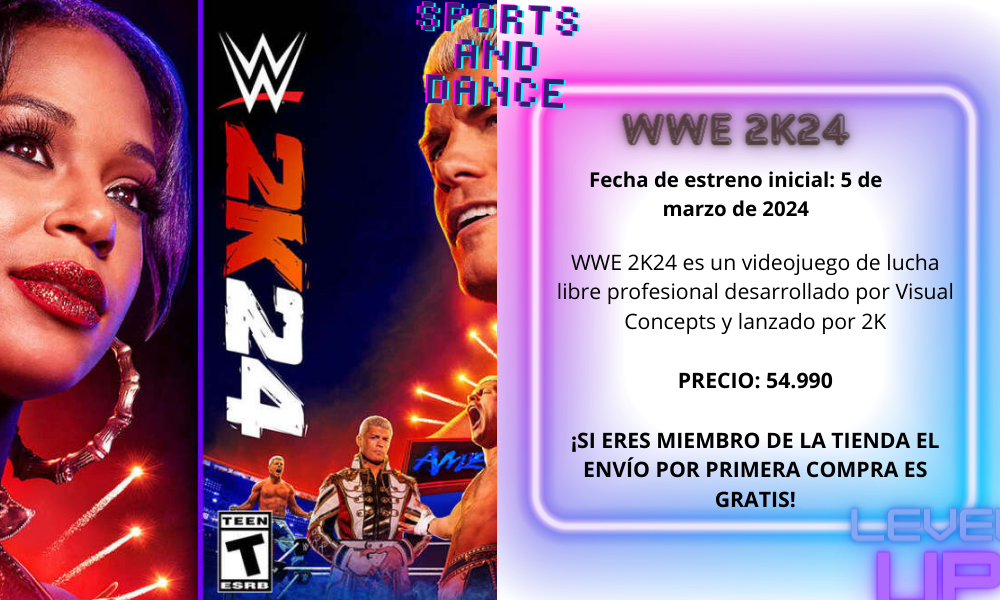 SPORTS
AND
DANCE
W
2K24
AME
TEEN
T
ESRB
WWE 2K24
Fecha de estreno inicial: 5 de
marzo de 2024
WWE 2K24 es un videojuego de lucha
libre profesional desarrollado por Visual
Concepts y lanzado por 2K
PRECIO: 54.990
¡SI ERES MIEMBRO DE LA TIENDA EL
ENVÍO POR PRIMERA COMPRA ES
GRATIS!
LEVE
UP